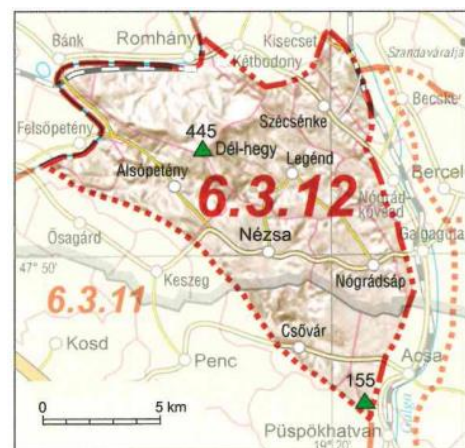 Kisecset
Bánk
Romhány
Kétbodony
Szandaváralja
Becske
Szécsénke
Felsőpetény
445
Dél-hegy
Legénd
Alsópetény
Bercel
6.3.12
Nógrád-
kövesd
Ősagárd
Nézsa
Galgaguta
47° 50'
Keszeg
Nógrádsáp
6.3.11
Csővár
Kosd
Penc
Acsa
155
0
5 km
Galga
Püspökhatvan
19° 20'